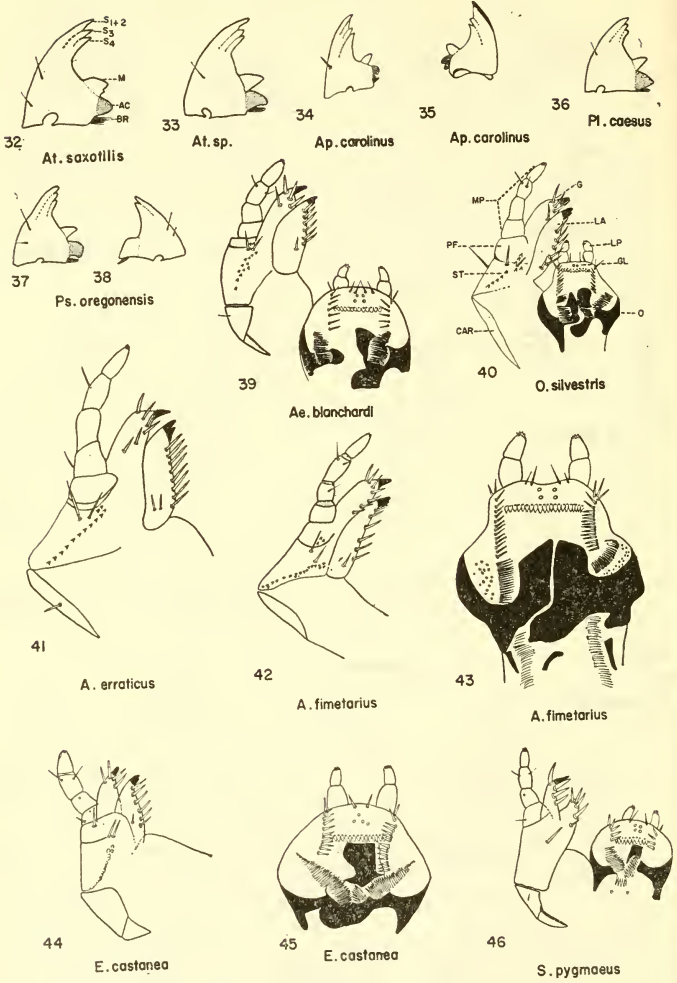 S1+2
S3
S4
M
AC
BR
32
At. saxatilis
33
At. sp.
34
Ap. carolinus
35
Ap. carolinus
36
Pl. caesus
37
38
Ps. oregonensis
39
Ae. blanchardi
MP
G
LA
PF
LP
ST
GL
CAR
O
40
O. silvestris
41
A. erraticus
42
A. fimetarius
43
A. fimetarius
44
E. castanea
45
E. castanea
46
S. pygmaeus